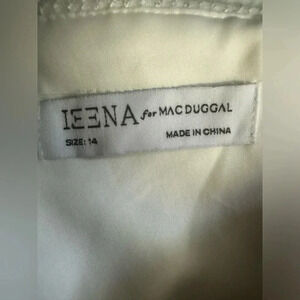 IEENA for MAC DUGGAL
SIZE: 14
MADE IN CHINA